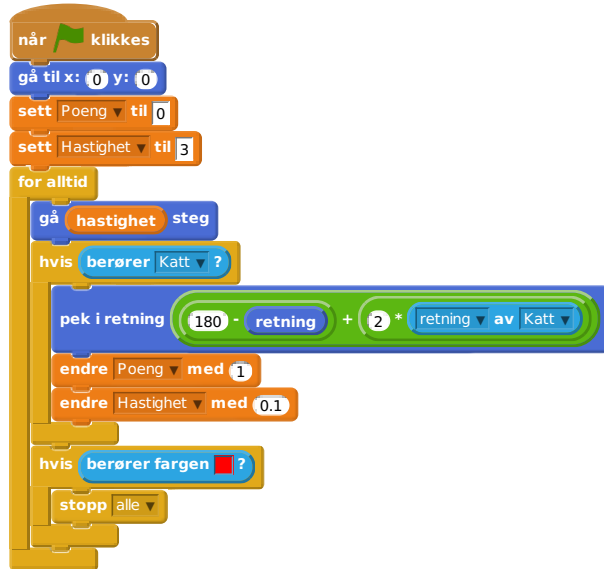 når klikkes
gå til x: 0 y: 0
sett Poeng ▾ til 0
sett Hastighet ▾ til 3
for alltid
gå hastighet steg
hvis berører Katt ▾ ?
pek i retning 180 - retning + 2 * retning ▾ av Katt ▾
endre Poeng ▾ med 1
endre Hastighet ▾ med 0.1
hvis berører fargen ?
stopp alle ▾